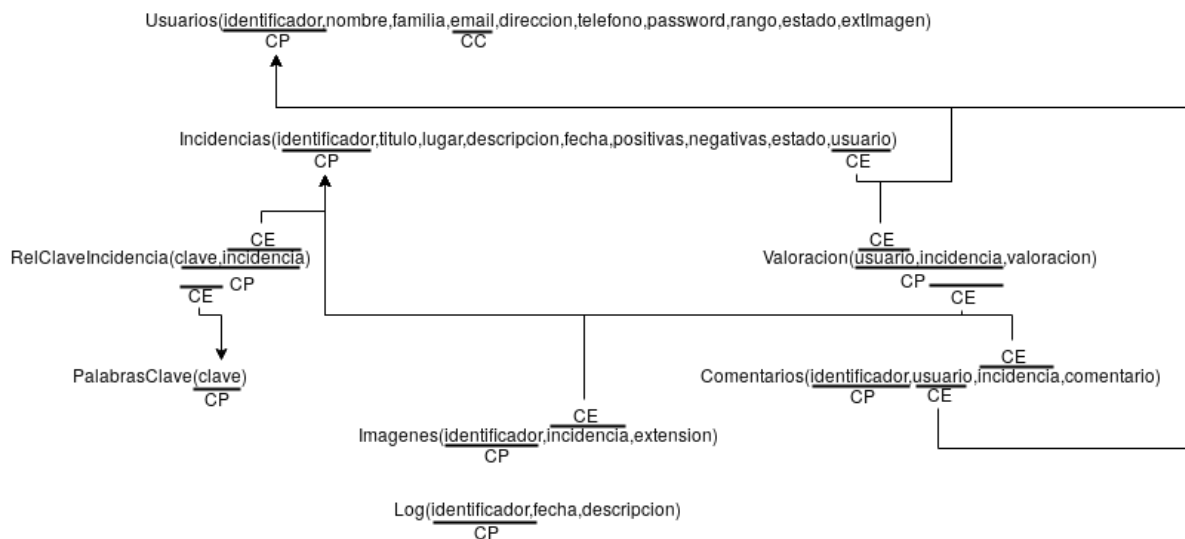 Usuarios(identificador,nombre,familia,email,direccion,telefono,password,rango,estado,extImagen)
CP
CC
Incidencias(identificador,titulo,lugar,descripcion,fecha,positivas,negativas,estado,usuario)
CP
CE
CE
RelClaveIncidencia(clave,incidencia)
CP
CE
CE
Valoracion(usuario,incidencia,valoracion)
CP
CE
PalabrasClave(clave)
CP
CE
Comentarios(identificador,usuario,incidencia,comentario)
CP
CE
CE
Imagenes(identificador,incidencia,extension)
CP
Log(identificador,fecha,descripcion)
CP